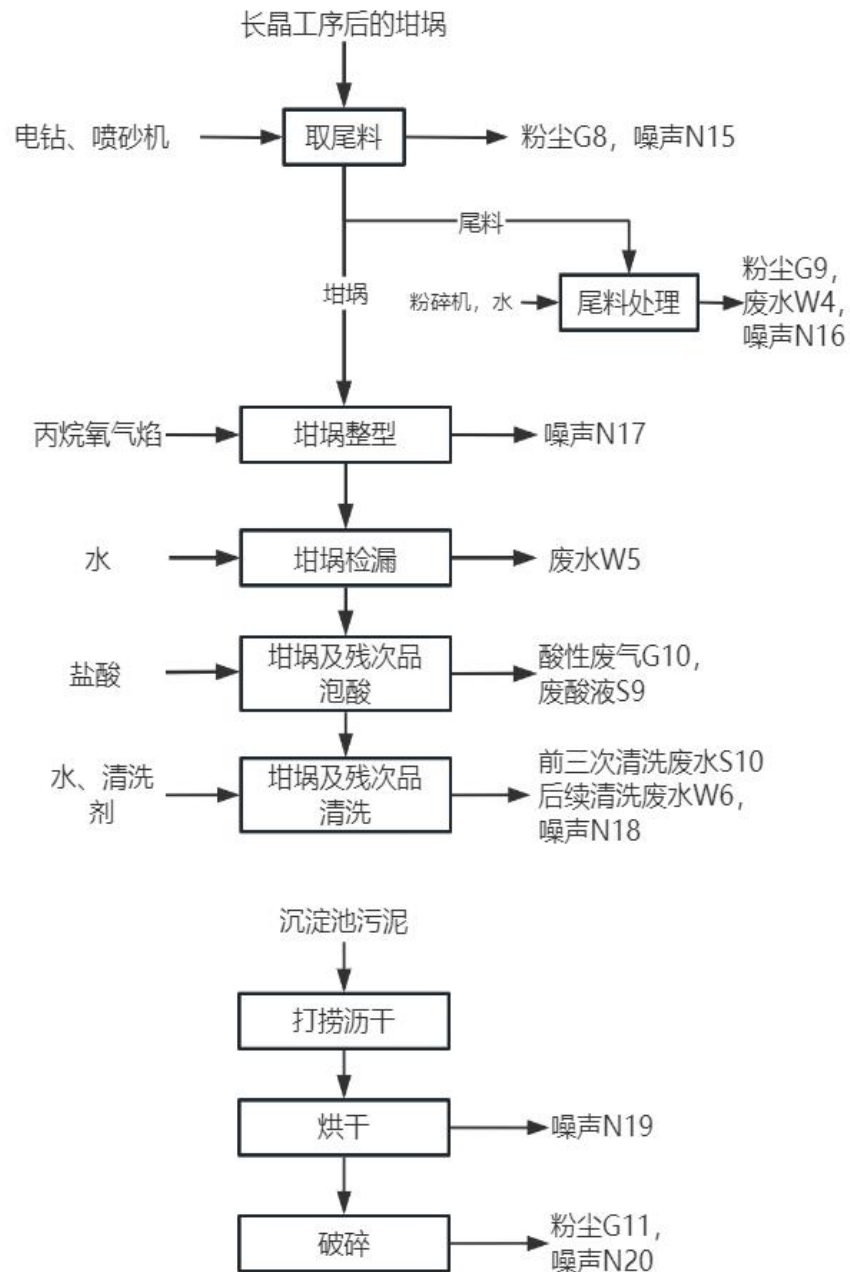 长晶工序后的坩埚
电钻、喷砂机
取尾料
粉尘G8，噪声N15
尾料
坩埚
粉碎机，水
尾料处理
粉尘G9，
废水W4，
噪声N16
丙烷氧气焰
坩埚整型
噪声N17
水
坩埚检漏
废水W5
盐酸
坩埚及残次品
泡酸
酸性废气G10，
废酸液S9
水、清洗
剂
坩埚及残次品
清洗
前三次清洗废水S10
后续清洗废水W6，
噪声N18
沉淀池污泥
打捞沥干
烘干
噪声N19
破碎
粉尘G11，
噪声N20